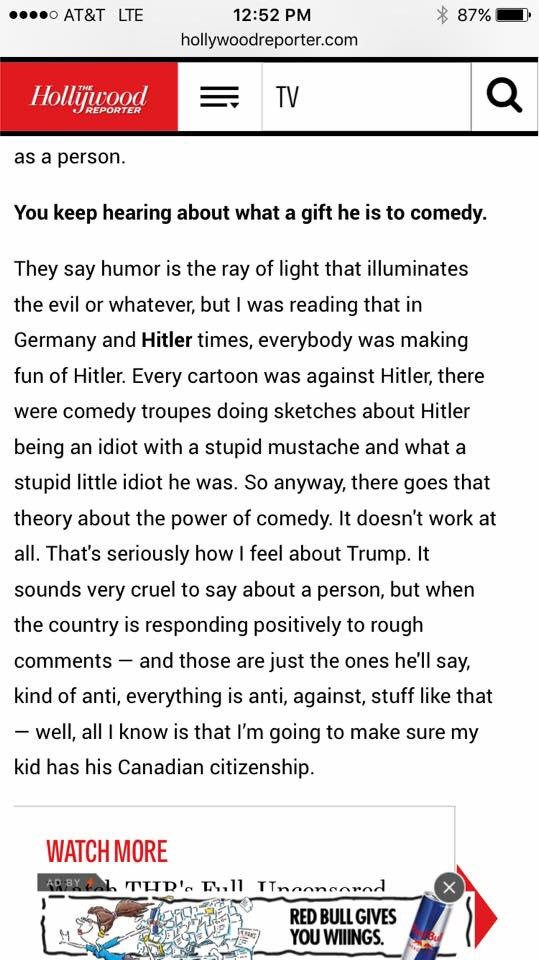 AT&T LTE 12:52 PM 87%
hollywoodreporter.com
THE
Hollywood
REPORTER
TV
as a person.
You keep hearing about what a gift he is to comedy.
They say humor is the ray of light that illuminates
the evil or whatever, but I was reading that in
Germany and Hitler times, everybody was making
fun of Hitler. Every cartoon was against Hitler, there
were comedy troupes doing sketches about Hitler
being an idiot with a stupid mustache and what a
stupid little idiot he was. So anyway, there goes that
theory about the power of comedy. It doesn't work at
all. That's seriously how I feel about Trump. It
sounds very cruel to say about a person, but when
the country is responding positively to rough
comments — and those are just the ones he'll say,
kind of anti, everything is anti, against, stuff like that
— well, all I know is that I’m going to make sure my
kid has his Canadian citizenship.
WATCH MORE
AD BY
Watch THR's Full, Uncensored
RED BULL GIVES
YOU WIIINGS.
Red Bull